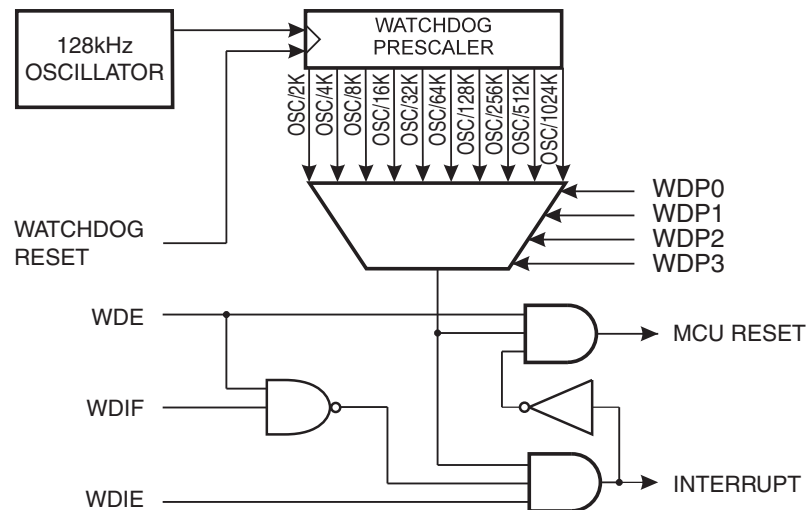 128kHz
OSCILLATOR
WATCHDOG
PRESCALER
OSC/2K
OSC/4K
OSC/8K
OSC/16K
OSC/32K
OSC/64K
OSC/128K
OSC/256K
OSC/512K
OSC/1024K
WDP0
WDP1
WDP2
WDP3
WATCHDOG
RESET
WDE
MCU RESET
WDIF
INTERRUPT
WDIE